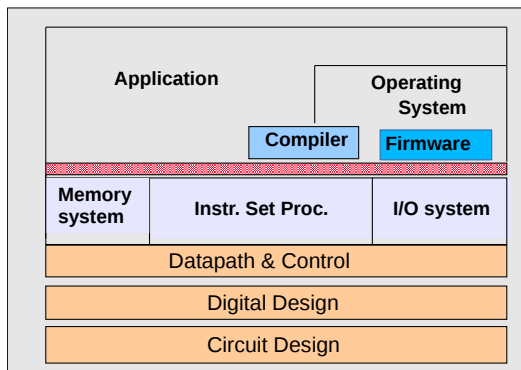 Application
Operating
System
Compiler
Firmware
Memory
system
Instr. Set Proc.
I/O system
Datapath & Control
Digital Design
Circuit Design